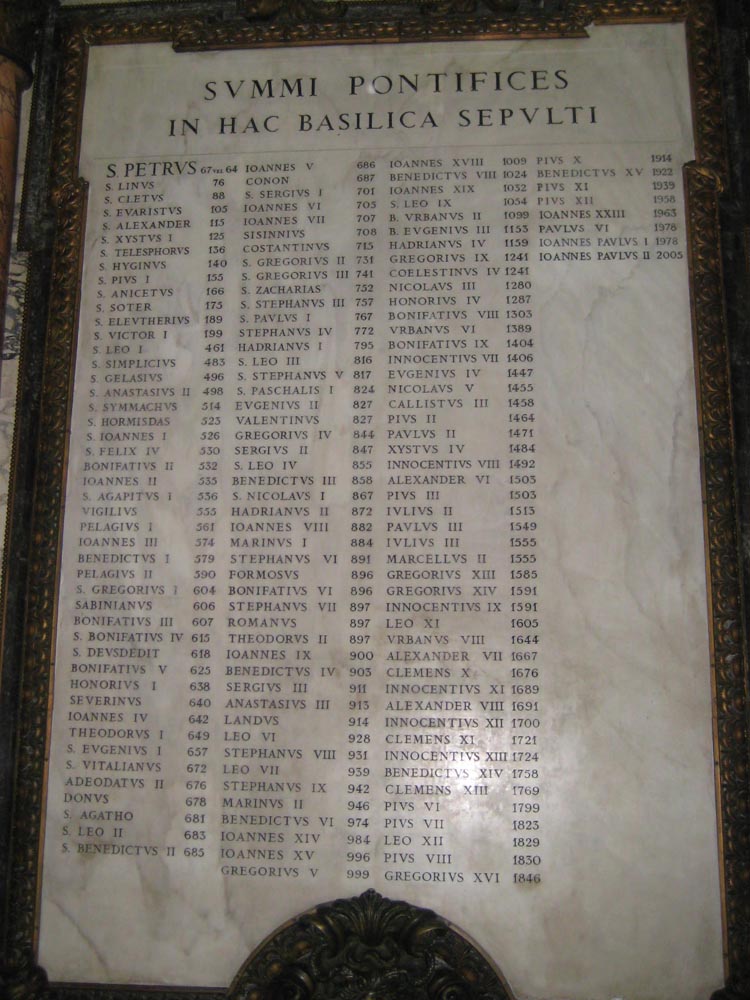 SVMMI PONTIFICES
IN HAC BASILICA SEPVLTI
S. PETRVS 67 VEL 64
S. LINVS 76
S. CLETVS 88
S. EVARISTVS 105
S. ALEXANDER 115
S. XYSTVS I 125
S. TELESPHORVS 136
S. HYGINVS 140
S. PIVS I 155
S. ANICETVS 166
S. SOTER 175
S. ELEVTHERIVS 189
S. VICTOR I 199
S. LEO I 461
S. SIMPLICIVS 483
S. GELASIVS 496
S. ANASTASIVS II 498
S. SYMMACHVS 514
S. HORMISDAS 523
S. IOANNES I 526
S. FELIX IV 530
BONIFATIVS II 532
IOANNES II 535
S. AGAPITVS I 536
VIGILIVS 555
PELAGIVS I 561
IOANNES III 574
BENEDICTVS I 579
PELAGIVS II 590
S. GREGORIVS I 604
SABINIANVS 606
BONIFATIVS III 607
S. BONIFATIVS IV 615
S. DEVSDEDIT 618
BONIFATIVS V 625
HONORIVS I 638
SEVERINVS 640
IOANNES IV 642
THEODORVS I 649
S. EVGENIVS I 657
S. VITALIANVS 672
ADEODATVS II 676
DONVS 678
S. AGATHO 681
S. LEO II 683
S. BENEDICTVS II 685
IOANNES V 686
CONON 687
S. SERGIVS I 701
IOANNES VI 705
IOANNES VII 707
SISINNIVS 708
COSTANTINVS 715
S. GREGORIVS II 731
S. GREGORIVS III 741
S. ZACHARIAS 752
S. STEPHANVS III 757
S. PAVLVS I 767
STEPHANVS IV 772
HADRIANVS I 795
S. LEO III 816
S. STEPHANVS V 817
S. PASCHALIS I 824
EVGENIVS II 827
VALENTINVS 827
GREGORIVS IV 844
SERGIVS II 847
S. LEO IV 855
BENEDICTVS III 858
S. NICOLAVS I 867
HADRIANVS II 872
IOANNES VIII 882
MARINVS I 884
STEPHANVS VI 891
FORMOSVS 896
BONIFATIVS VI 896
STEPHANVS VII 897
ROMANVS 897
THEODORVS II 897
IOANNES IX 900
BENEDICTVS IV 903
SERGIVS III 911
ANASTASIVS III 913
LANDVS 914
LEO VI 928
STEPHANVS VIII 931
LEO VII 939
STEPHANVS IX 942
MARINVS II 946
BENEDICTVS VI 974
IOANNES XIV 984
IOANNES XV 996
GREGORIVS V 999
IOANNES XVIII 1009
BENEDICTVS VIII 1024
IOANNES XIX 1032
S. LEO IX 1054
B. VRBANVS II 1099
B. EVGENIVS III 1153
HADRIANVS IV 1159
GREGORIVS IX 1241
COELESTINVS IV 1241
NICOLAVS III 1280
HONORIVS IV 1287
BONIFATIVS VIII 1303
VRBANVS VI 1389
BONIFATIVS IX 1404
INNOCENTIVS VII 1406
EVGENIVS IV 1447
NICOLAVS V 1455
CALLISTVS III 1458
PIVS II 1464
PAVLVS II 1471
XYSTVS IV 1484
INNOCENTIVS VIII 1492
ALEXANDER VI 1503
PIVS III 1503
IVLIVS II 1513
PAVLVS III 1549
IVLIVS III 1555
MARCELLVS II 1555
GREGORIVS XIII 1585
GREGORIVS XIV 1591
INNOCENTIVS IX 1591
LEO XI 1605
VRBANVS VIII 1644
ALEXANDER VII 1667
CLEMENS X 1676
INNOCENTIVS XI 1689
ALEXANDER VIII 1691
INNOCENTIVS XII 1700
CLEMENS XI 1721
INNOCENTIVS XIII 1724
BENEDICTVS XIV 1758
CLEMENS XIII 1769
PIVS VI 1799
PIVS VII 1823
LEO XII 1829
PIVS VIII 1830
GREGORIVS XVI 1846
PIVS X 1914
BENEDICTVS XV 1922
PIVS XI 1939
PIVS XII 1958
IOANNES XXIII 1963
PAVLVS VI 1978
IOANNES PAVLVS I 1978
IOANNES PAVLVS II 2005